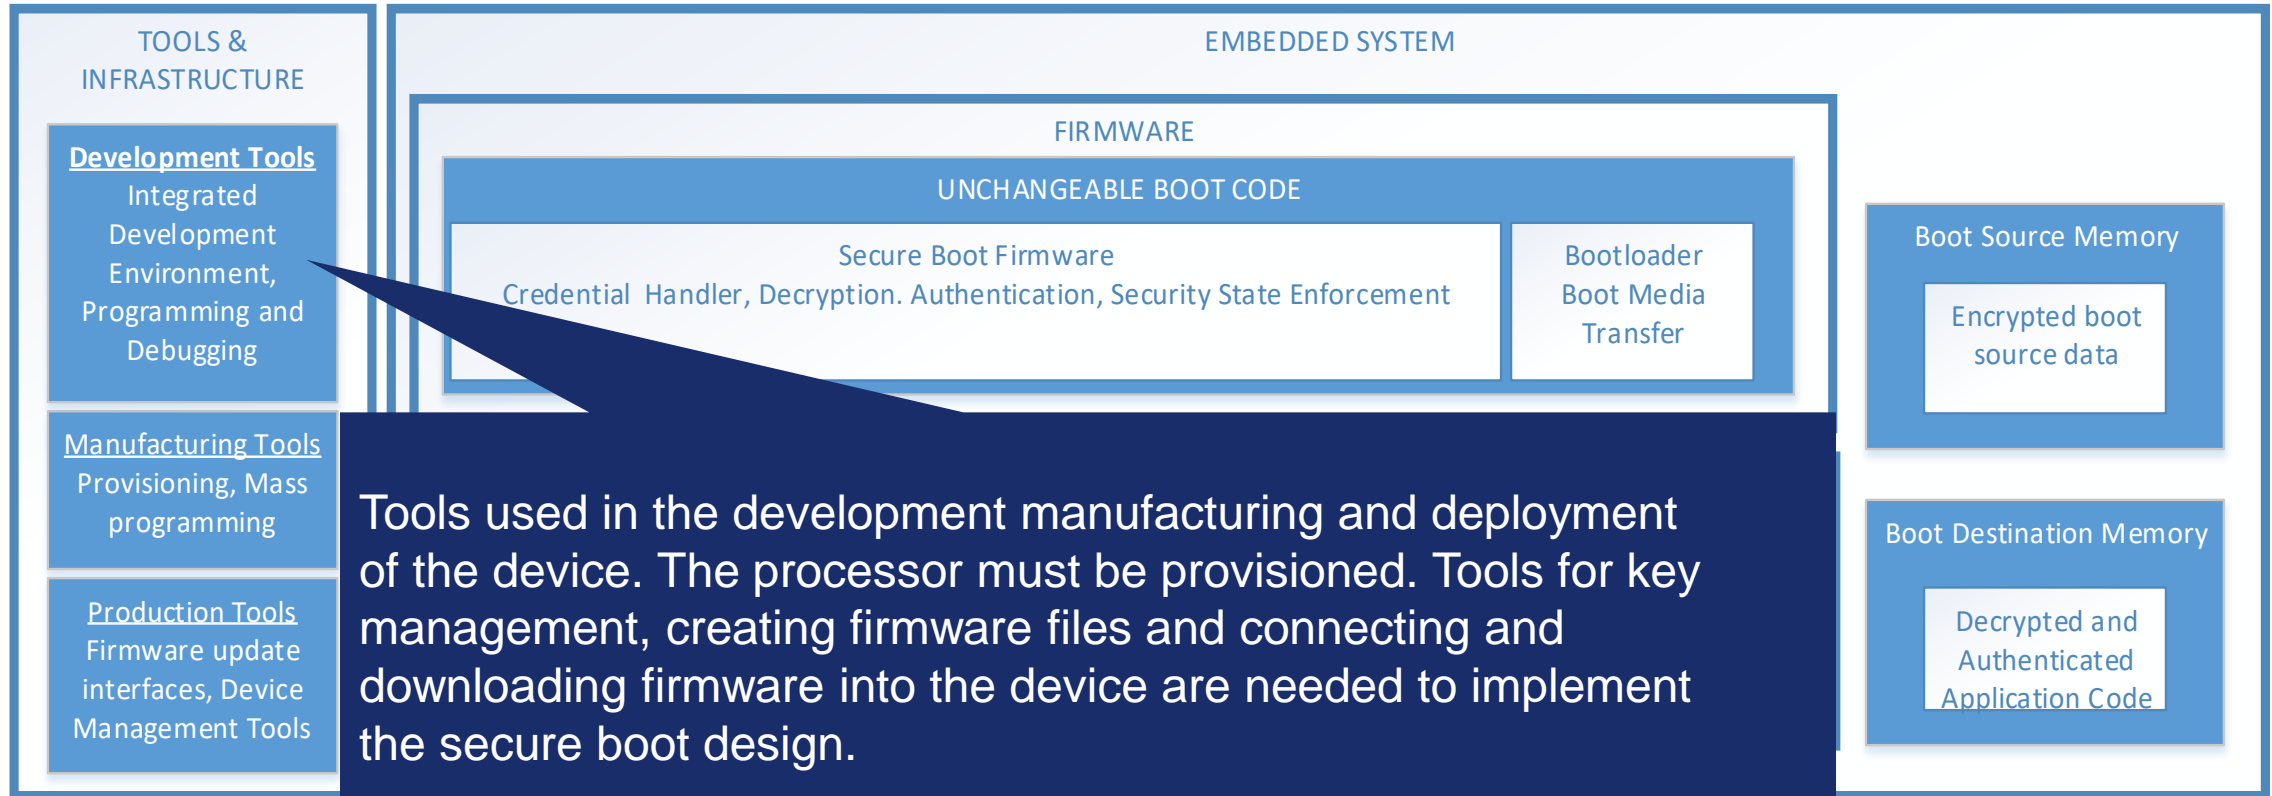 TOOLS &
INFRASTRUCTURE
Development Tools
Integrated
Development
Environment,
Programming and
Debugging
Manufacturing Tools
Provisioning, Mass
programming
Production Tools
Firmware update
interfaces, Device
Management Tools
EMBEDDED SYSTEM
FIRMWARE
UNCHANGEABLE BOOT CODE
Secure Boot Firmware
Credential Handler, Decryption. Authentication, Security State Enforcement
Bootloader
Boot Media
Transfer
Boot Source Memory
Encrypted boot
source data
Boot Destination Memory
Decrypted and
Authenticated
Application Code
Tools used in the development manufacturing and deployment
of the device. The processor must be provisioned. Tools for key
management, creating firmware files and connecting and
downloading firmware into the device are needed to implement
the secure boot design.